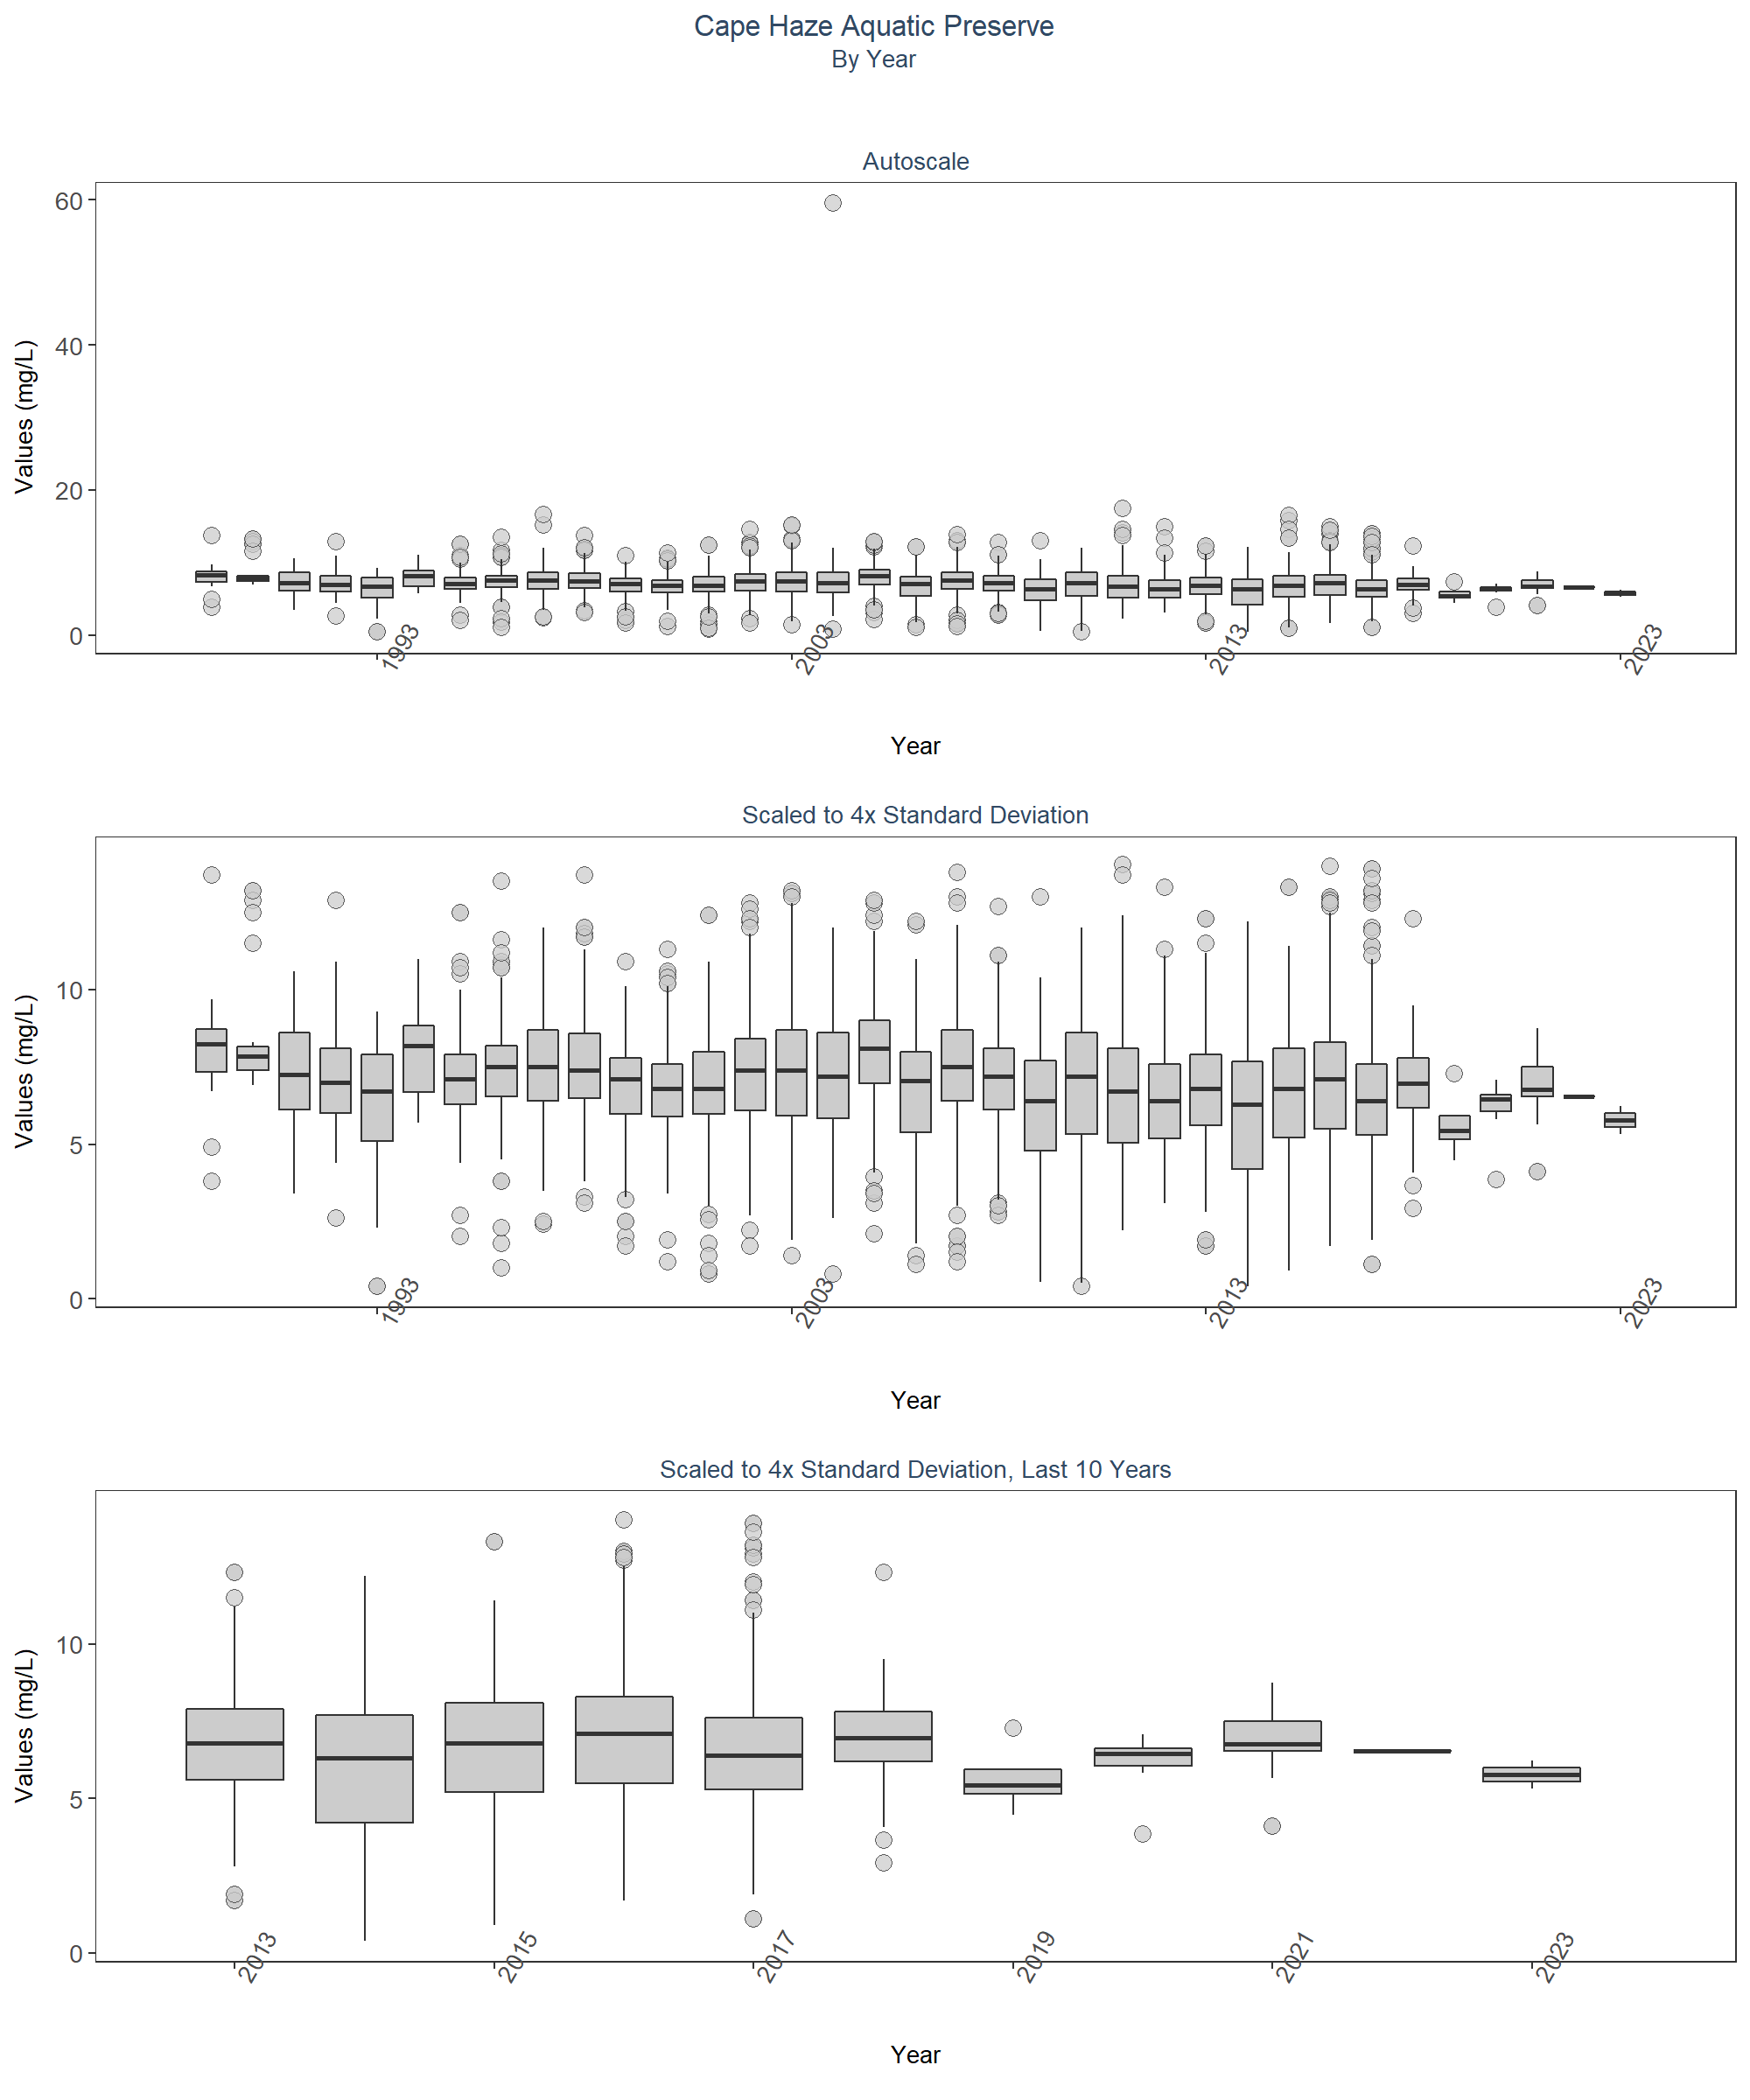 Cape Haze Aquatic Preserve
By Year
Autoscale
60
40
20
0
Values (mg/L)
1993
2003
2013
2023
Year
Scaled to 4x Standard Deviation
10
5
0
Values (mg/L)
1993
2003
2013
2023
Year
Scaled to 4x Standard Deviation, Last 10 Years
10
5
0
Values (mg/L)
2013
2015
2017
2019
2021
2023
Year